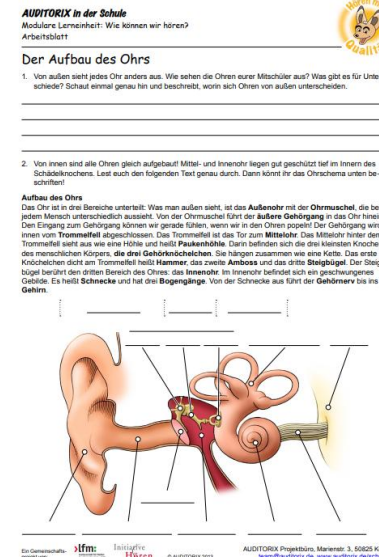 AUDITORIX in der Schule
Modulare Lerneinheit: Wie können wir hören?
Arbeitsblatt
Der Aufbau des Ohrs
1. Von außen sieht jedes Ohr anders aus. Wie sehen die Ohren eurer Mitschüler aus? Was gibt es für Unte
schiede? Schaut einmal genau hin und beschreibt, worin sich Ohren von außen unterscheiden.
2. Von innen sind alle Ohren gleich aufgebaut! Mittel- und Innenohr liegen gut geschützt tief im Innern des
Schädelknochens. Lest euch den folgenden Text genau durch. Dann könnt ihr das Ohrschema unten be-
schriften!
Aufbau des Ohrs
Das Ohr ist in drei Bereiche unterteilt: Was man außen sieht, ist das Außenohr mit der Ohrmuschel, die be
jedem Mensch unterschiedlich aussieht. Von der Ohrmuschel führt der äußere Gehörgang in das Ohr hinei
Den Eingang zum Gehörgang können wir gerade fühlen, wenn wir in den Ohren popeln! Der Gehörgang wir
innen vom Trommelfell abgeschlossen. Das Trommelfell ist das Tor zum Mittelohr. Das Mittelohr hinter dem
Trommelfell sieht aus wie eine Höhle und heißt Paukenhöhle. Darin befinden sich die drei kleinsten Knoche
des menschlichen Körpers, die drei Gehörknöchelchen. Sie hängen zusammen wie eine Kette. Das erste
Knöchelchen dicht am Trommelfell heißt Hammer, das zweite Amboss und das dritte Steigbügel. Der Steig
bügel berührt den dritten Bereich des Ohres: das Innenohr. Im Innenohr befindet sich ein geschwungenes
Gebilde. Es heißt Schnecke und hat drei Bogengänge. Von der Schnecke aus führt der Gehörnerv bis ins
Gehirn.
Ein Gemeinschafts-
lfm:
Initiative
Hören
© AUDITORIX 2013
AUDITORIX Projektbüro, Marienstr. 3, 50825 K